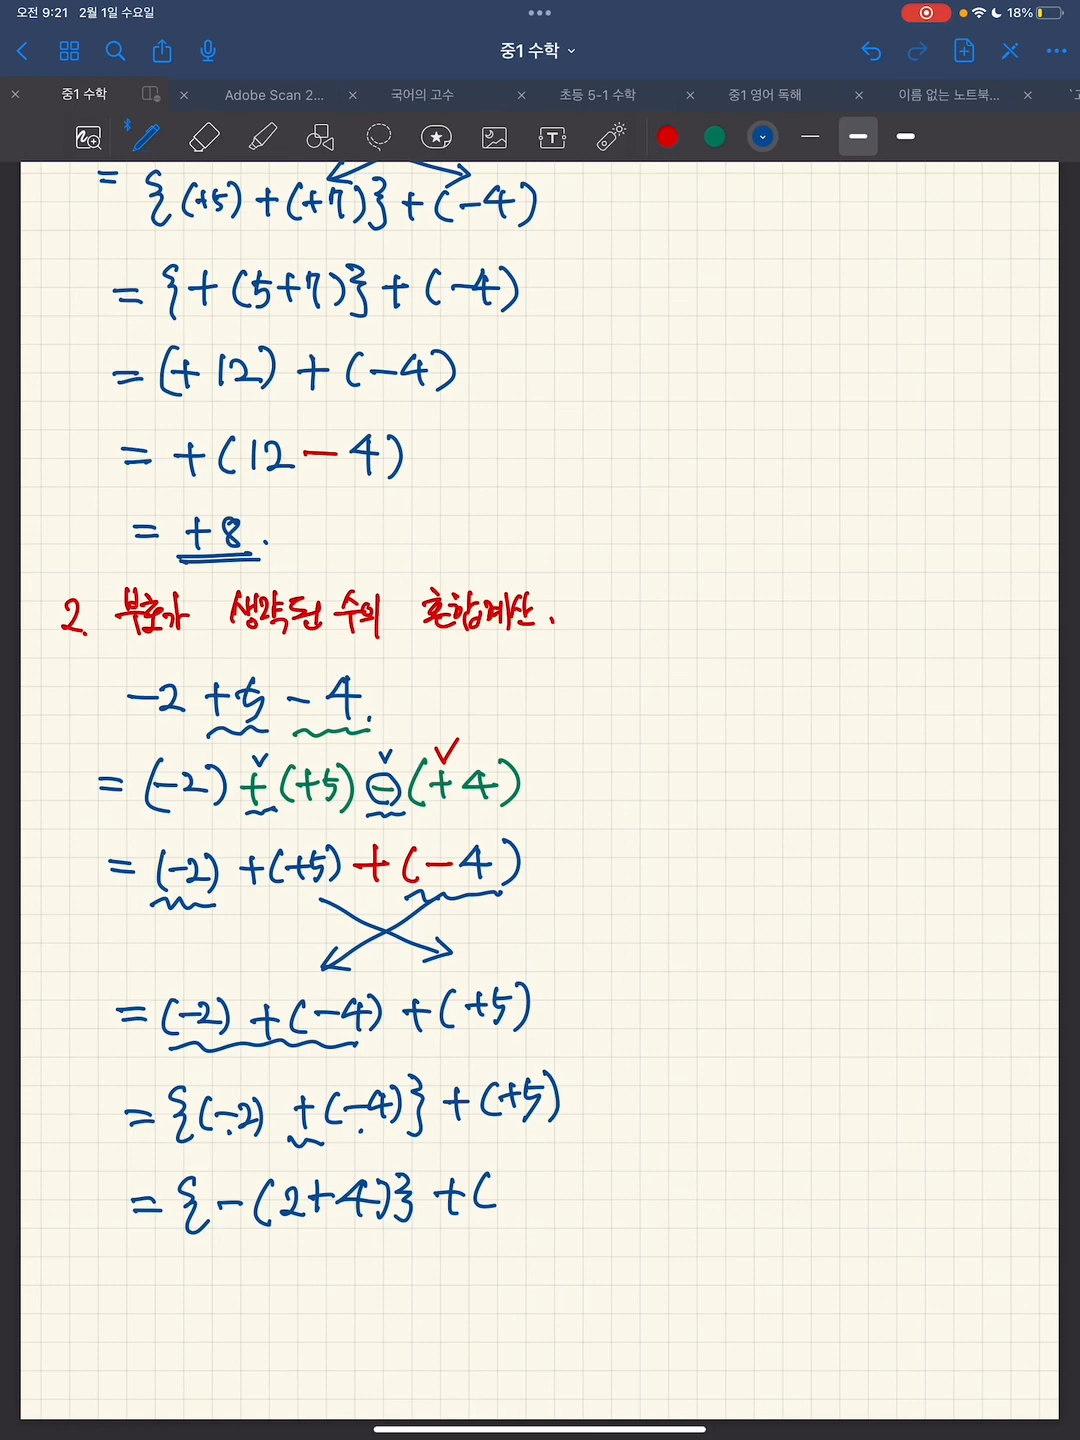 오전 9:21 2월 1일 수요일
18%
중1 수학
중1 수학
Adobe Scan 2...
국어의 고수
초등 5-1 수학
중1 영어 독해
이름 없는 노트북...
= {(+5)+(+7)}+(-4)
= {+(5+7)}+(-4)
= (+12)+(-4)
= +(12-4)
= +8.
2. 부호가 생략된 수의 혼합계산.
-2+5-4.
= (-2)+(+5)-(+4)
= (-2)+(+5)+(-4)
= (-2)+(-4)+(+5)
= {(-2)+(-4)}+(+5)
= {-(2+4)}+(